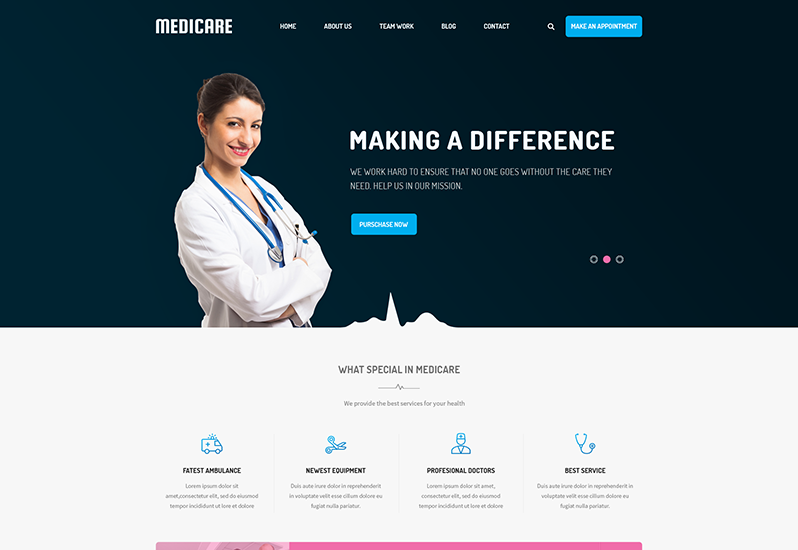 MEDICARE
HOME ABOUT US TEAM WORK BLOG CONTACT MAKE AN APPOINTMENT
MAKING A DIFFERENCE
WE WORK HARD TO ENSURE THAT NO ONE GOES WITHOUT THE CARE THEY
NEED. HELP US IN OUR MISSION.
PURSCHASE NOW
WHAT SPECIAL IN MEDICARE
We provide the best services for your health
FATEST AMBULANCE
Lorem ipsum dolor sit
amet,consectetur elit, sed do eiusmod
tempor incididunt ut lore et dolore
NEWEST EQUIPMENT
Duis aute irure dolor in reprehenderit
in voluptate velit esse cillum dolore eu
fugiat nulla pariatur.
PROFESIONAL DOCTORS
Lorem ipsum dolor sit amet,
consectetur elit, sed do eiusmod
tempor incididunt ut lore et dolore
BEST SERVICE
Duis aute irure dolor in reprehenderit
in voluptate velit esse cillum dolore eu
fugiat nulla pariatur.